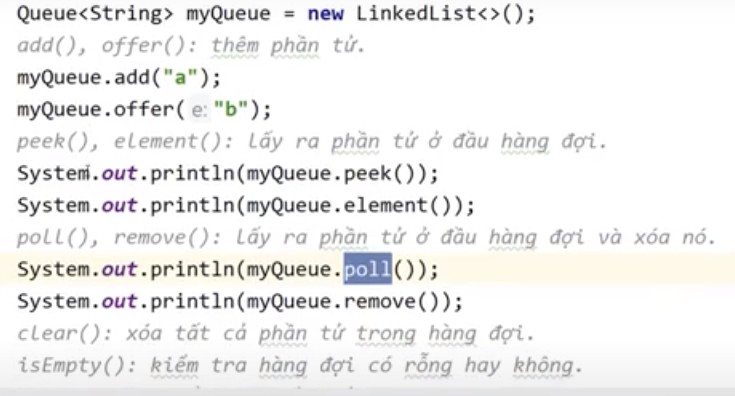 Queue<String> myQueue = new LinkedList<>();
add(), offer(): thêm phần tử.
myQueue.add("a");
myQueue.offer( e: "b");
peek(), element(): lấy ra phần tử ở đầu hàng đợi.
System.out.println(myQueue.peek());
System.out.println(myQueue.element());
poll(), remove(): lấy ra phần tử ở đầu hàng đợi và xóa nó.
System.out.println(myQueue.poll());
System.out.println(myQueue.remove());
clear(): xóa tất cả phần tử trong hàng đợi.
isEmpty(): kiểm tra hàng đợi có rỗng hay không.